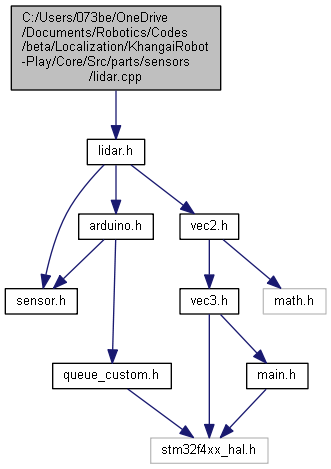 C:/Users/073be/OneDrive
/Documents/Robotics/Codes
/beta/Localization/KhangaiRobot
-Play/Core/Src/parts/sensors
/lidar.cpp
lidar.h
arduino.h
vec2.h
sensor.h
vec3.h
math.h
queue_custom.h
main.h
stm32f4xx_hal.h